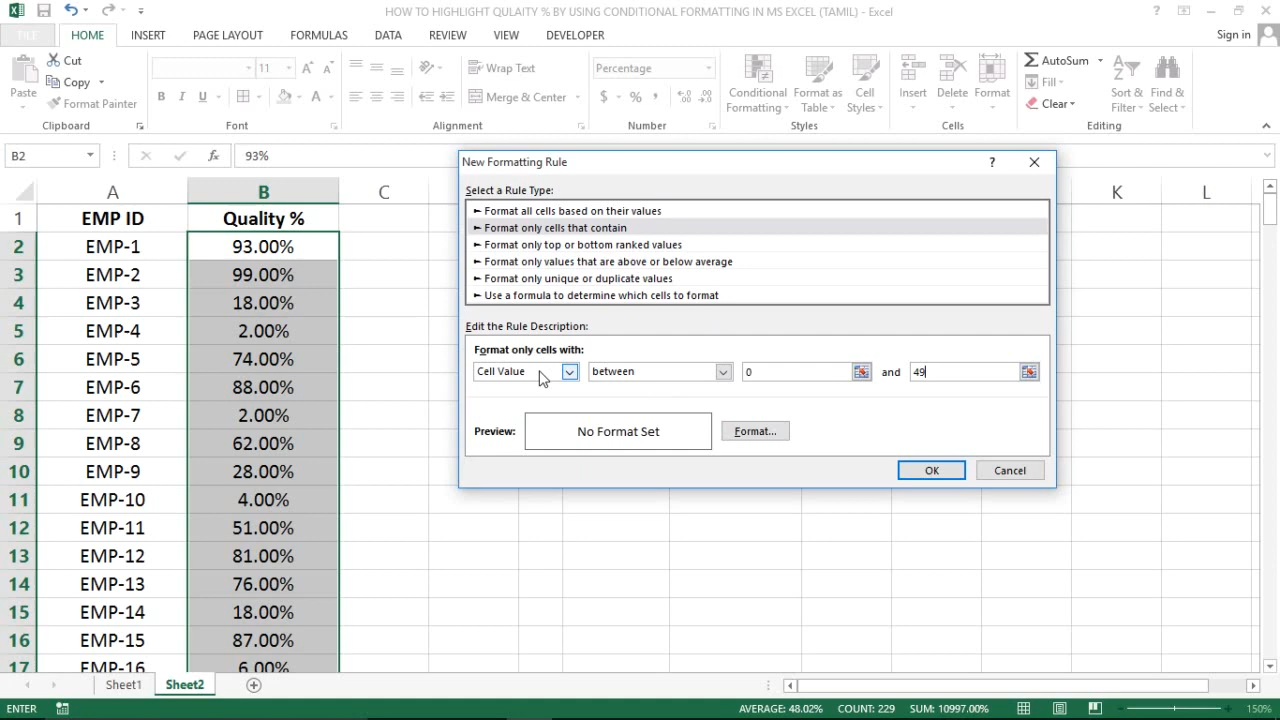 HOW TO HIGHLIGHT QULAITY % BY USING CONDITIONAL FORMATTING IN MS EXCEL (TAMIL) - Excel
FILE HOME INSERT PAGE LAYOUT FORMULAS DATA REVIEW VIEW DEVELOPER Sign in
Cut
Copy
Format Painter
Paste
Clipboard
11
B I U
Font
Wrap Text
Merge & Center
Alignment
Percentage
$ % ,
Number
Conditional Formatting
Format as Table
Cell Styles
Styles
Insert Delete Format
Cells
AutoSum
Fill
Clear
Sort & Filter
Find & Select
Editing
B2 fx 93%
New Formatting Rule ? ×
Select a Rule Type:
► Format all cells based on their values
► Format only cells that contain
► Format only top or bottom ranked values
► Format only values that are above or below average
► Format only unique or duplicate values
► Use a formula to determine which cells to format
Edit the Rule Description:
Format only cells with:
Cell Value between 0 and 49
Preview: No Format Set Format...
OK Cancel
A B C K L
1 EMP ID Quality %
2 EMP-1 93.00%
3 EMP-2 99.00%
4 EMP-3 18.00%
5 EMP-4 2.00%
6 EMP-5 74.00%
7 EMP-6 88.00%
8 EMP-7 2.00%
9 EMP-8 62.00%
10 EMP-9 28.00%
11 EMP-10 4.00%
12 EMP-11 51.00%
13 EMP-12 81.00%
14 EMP-13 76.00%
15 EMP-14 18.00%
16 EMP-15 87.00%
17 EMP-16 6.00%
Sheet1 Sheet2
ENTER AVERAGE: 48.02% COUNT: 229 SUM: 10997.00% 150%